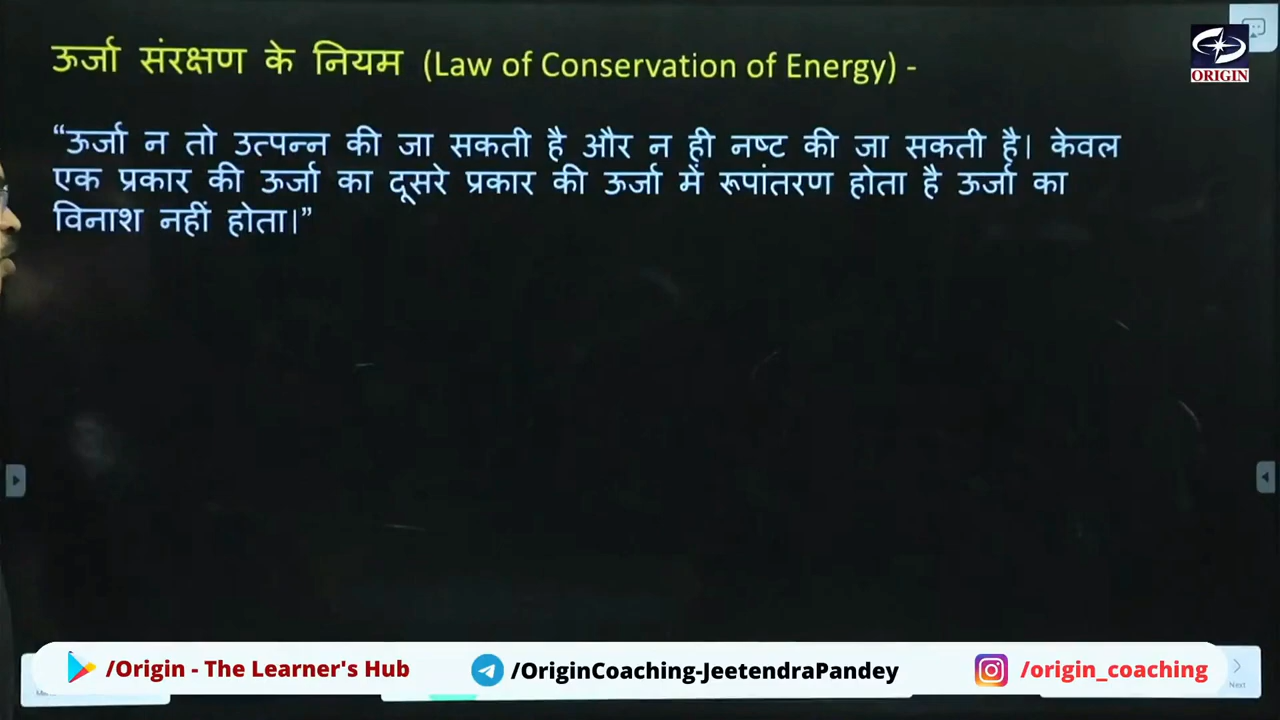 ऊर्जा संरक्षण के नियम (Law of Conservation of Energy) -
ORIGIN
“ऊर्जा न तो उत्पन्न की जा सकती है और न ही नष्ट की जा सकती है। केवल
एक प्रकार की ऊर्जा का दूसरे प्रकार की ऊर्जा में रूपांतरण होता है ऊर्जा का
विनाश नहीं होता।”
/Origin - The Learner's Hub
/OriginCoaching-JeetendraPandey
/origin_coaching
Next